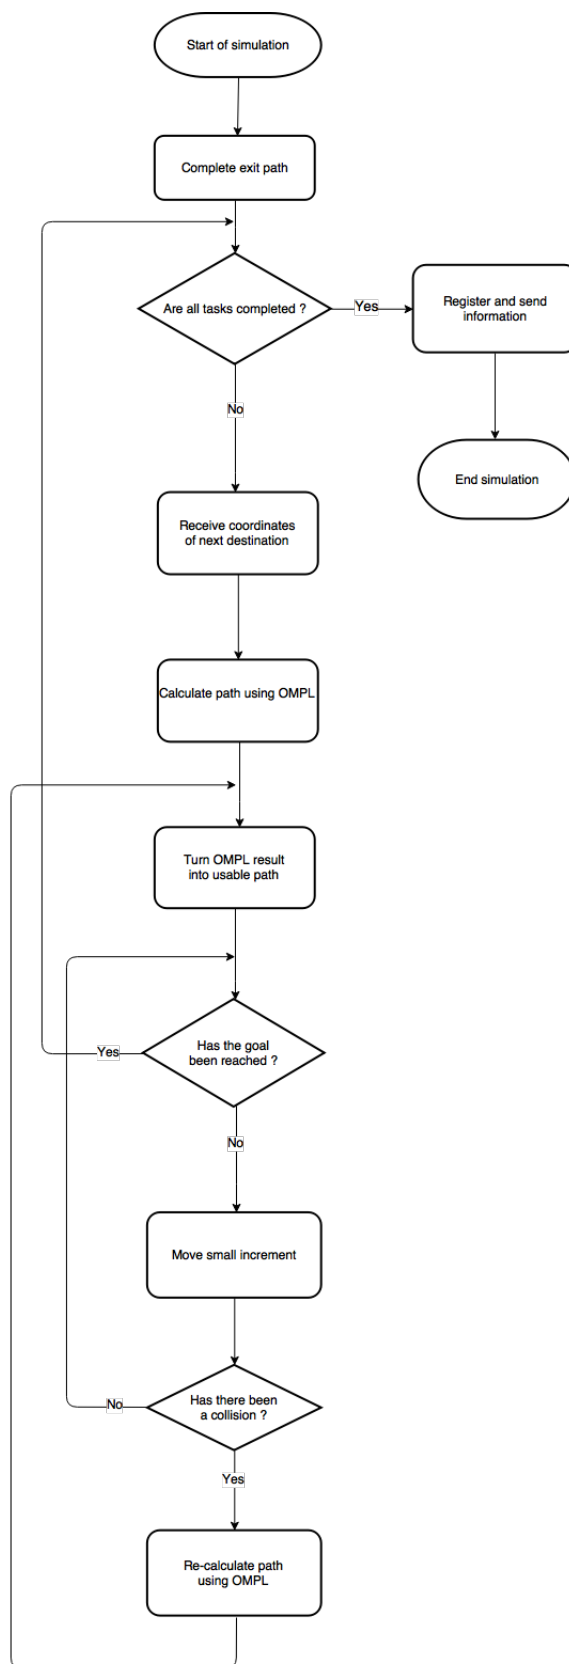 Start of simulation
Complete exit path
Are all tasks completed ?
Yes
Register and send
information
No
End simulation
Receive coordinates
of next destination
Calculate path using OMPL
Turn OMPL result
into usable path
Has the goal
been reached ?
Yes
No
Move small increment
Has there been
a collision ?
No
Yes
Re-calculate path
using OMPL